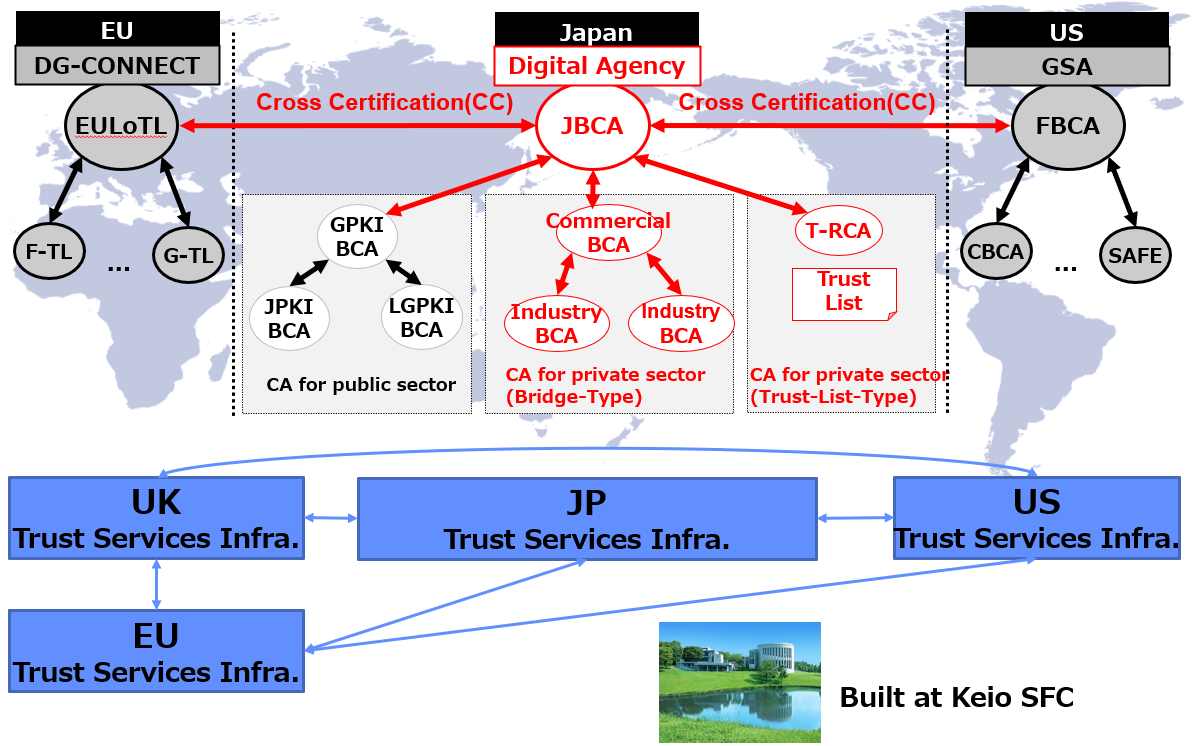 EU
DG-CONNECT
Japan
Digital Agency
US
GSA
EULoTL
Cross Certification(CC)
JBCA
Cross Certification(CC)
FBCA
F-TL
...
G-TL
GPKI
BCA
JPKI
BCA
LGPKI
BCA
CA for public sector
Commercial
BCA
Industry
BCA
Industry
BCA
CA for private sector
(Bridge-Type)
T-RCA
Trust
List
CA for private sector
(Trust-List-Type)
CBCA
...
SAFE
UK
Trust Services Infra.
JP
Trust Services Infra.
US
Trust Services Infra.
EU
Trust Services Infra.
Built at Keio SFC